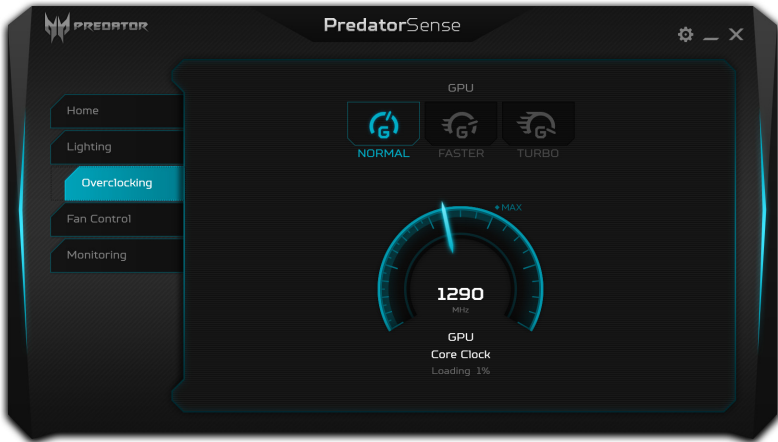 PREDATOR
PredatorSense
Home
Lighting
Overclocking
Fan Control
Monitoring
GPU
NORMAL
FASTER
TURBO
MAX
1290
MHz
GPU
Core Clock
Loading 1%